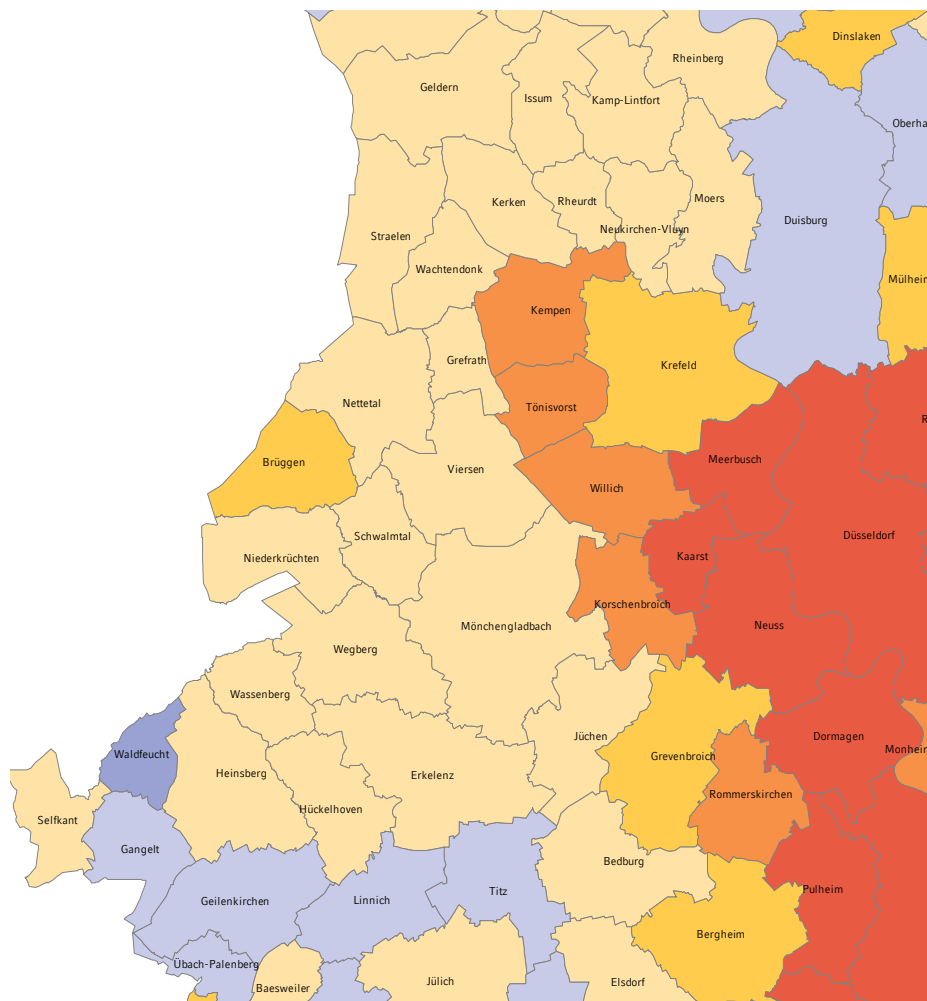 Dinslaken
Rheinberg
Geldern
Issum
Kamp-Lintfort
Oberha
Kerken
Rheurdt
Moers
Duisburg
Neukirchen-Vluyn
Straelen
Wachtendonk
Mülheim
Kempen
Grefrath
Krefeld
Nettetal
Tönisvorst
R
Brüggen
Viersen
Meerbusch
Willich
Schwalmtal
Düsseldorf
Niederkrüchten
Kaarst
Korschenbroich
Mönchengladbach
Neuss
Wegberg
Wassenberg
Jüchen
Dormagen
Waldfeucht
Grevenbroich
Monheim
Heinsberg
Erkelenz
Rommerskirchen
Hückelhoven
Selfkant
Gangelt
Bedburg
Titz
Pulheim
Geilenkirchen
Linnich
Bergheim
Übach-Palenberg
Jülich
Elsdorf
Baesweiler